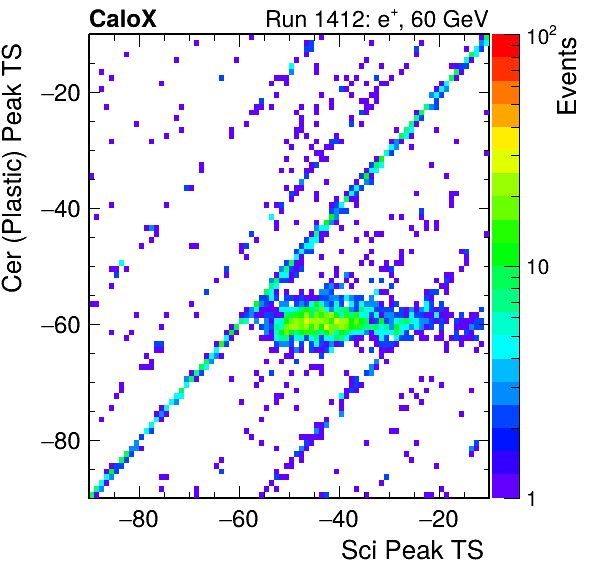 CaloX Run 1412: e+, 60 GeV
Cer (Plastic) Peak TS
−20
−40
−60
−80
−80 −60 −40 −20
Sci Peak TS
10²
10
1
Events